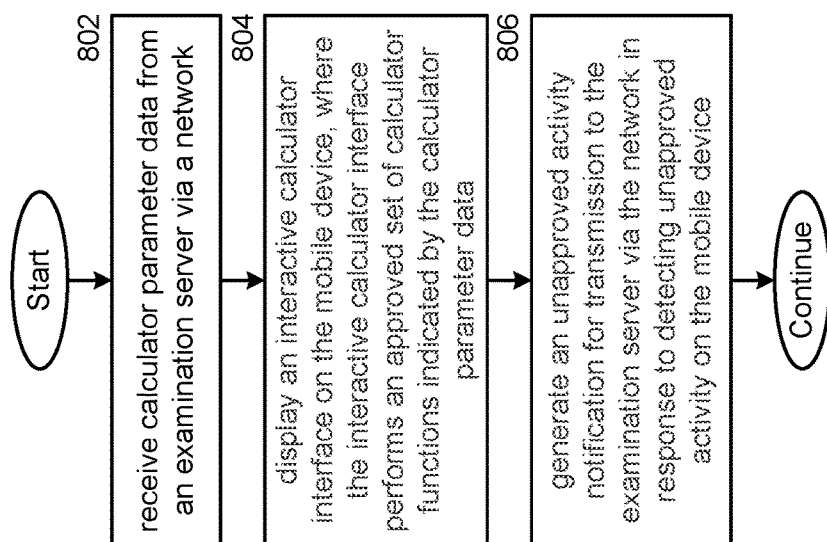 Start
802
receive calculator parameter data from
an examination server via a network
804
display an interactive calculator
interface on the mobile device, where
the interactive calculator interface
performs an approved set of calculator
functions indicated by the calculator
parameter data
806
generate an unapproved activity
notification for transmission to the
examination server via the network in
response to detecting unapproved
activity on the mobile device
Continue